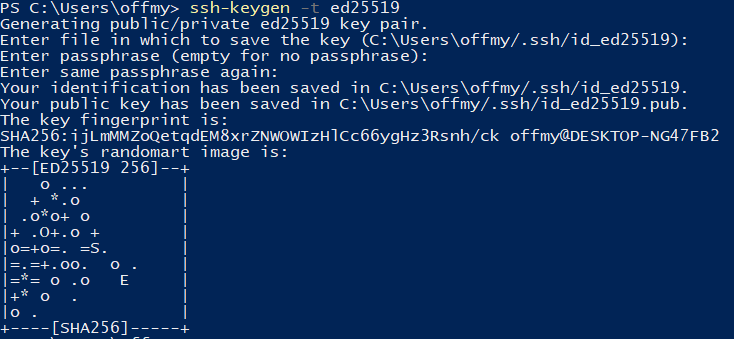 PS C:\Users\offmy> ssh-keygen -t ed25519
Generating public/private ed25519 key pair.
Enter file in which to save the key (C:\Users\offmy/.ssh/id_ed25519):
Enter passphrase (empty for no passphrase):
Enter same passphrase again:
Your identification has been saved in C:\Users\offmy/.ssh/id_ed25519.
Your public key has been saved in C:\Users\offmy/.ssh/id_ed25519.pub.
The key fingerprint is:
SHA256:ijLmMMZoQetqdEM8xrZNWOWIzHlCc66ygHz3Rsnh/ck offmy@DESKTOP-NG47FB2
The key's randomart image is:
+--[ED25519 256]--+
|   o ...         |
|  + *.o          |
| .o*o+ o         |
|+ .O+.o +        |
|o=+o=. =S.       |
|=.=+.oo.  o .    |
|=*= o .o   E     |
|+* o  .          |
|o .              |
+----[SHA256]-----+